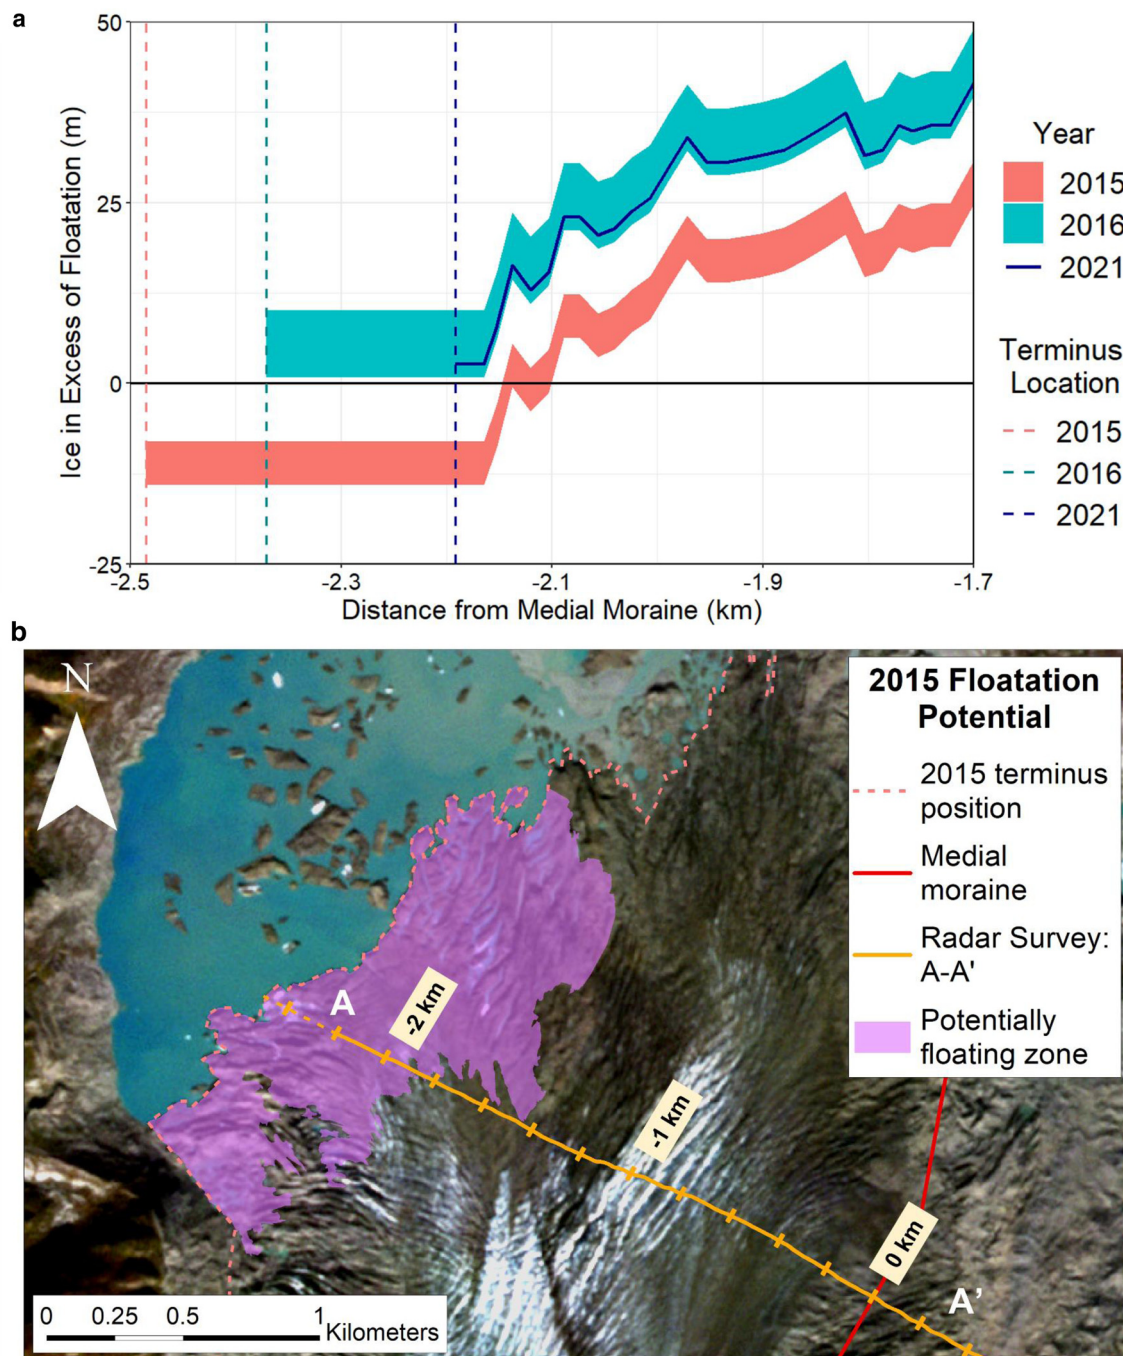 a
50
25
0
-25
Ice in Excess of Floatation (m)
-2.5
-2.3
-2.1
-1.9
-1.7
Distance from Medial Moraine (km)
Year
2015
2016
2021
Terminus
Location
2015
2016
2021
b
N
A
-2 km
-1 km
0 km
A’
2015 Floatation
Potential
2015 terminus
position
Medial
moraine
Radar Survey:
A-A'
Potentially
floating zone
0 0.25 0.5 1
Kilometers